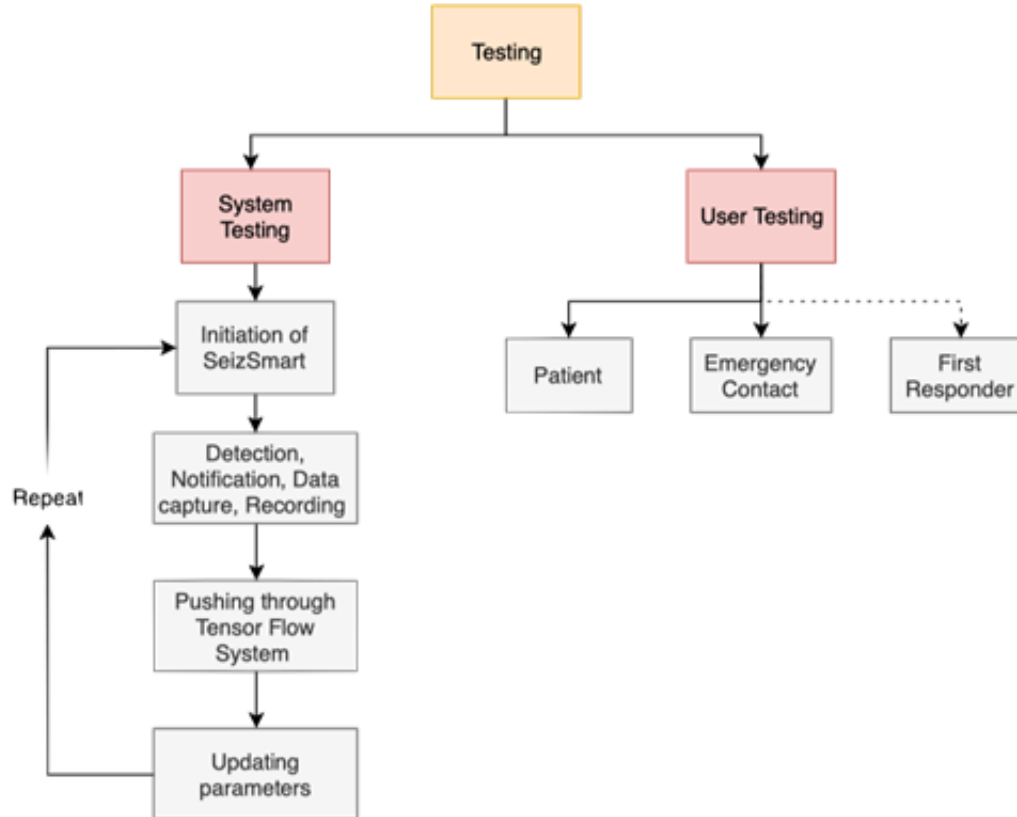 Testing
System
Testing
User Testing
Initiation of
SeizSmart
Patient
Emergency
Contact
First
Responder
Detection,
Notification, Data
capture, Recording
Repeat
Pushing through
Tensor Flow
System
Updating
parameters